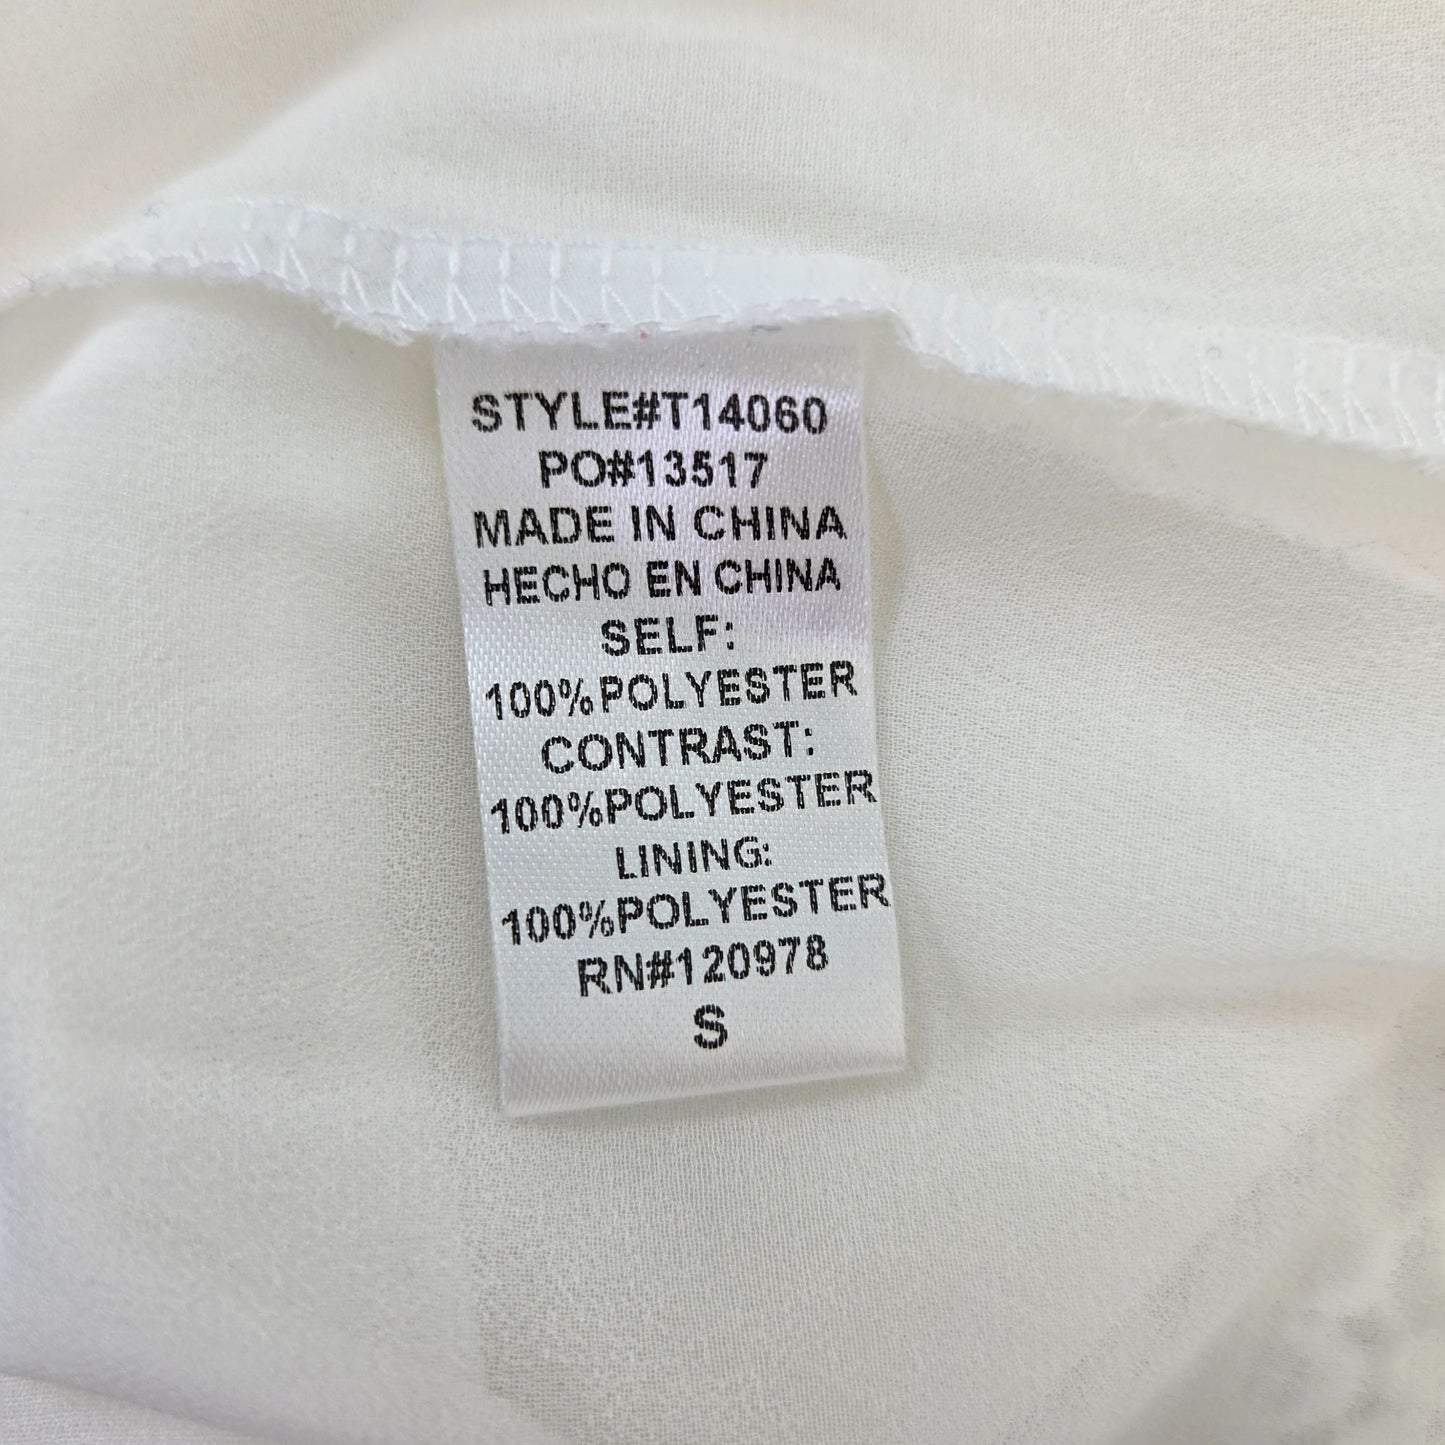 STYLE#T14060
PO#13517
MADE IN CHINA
HECHO EN CHINA
SELF:
100%POLYESTER
CONTRAST:
100%POLYESTER
LINING:
100%POLYESTER
RN#120978
S